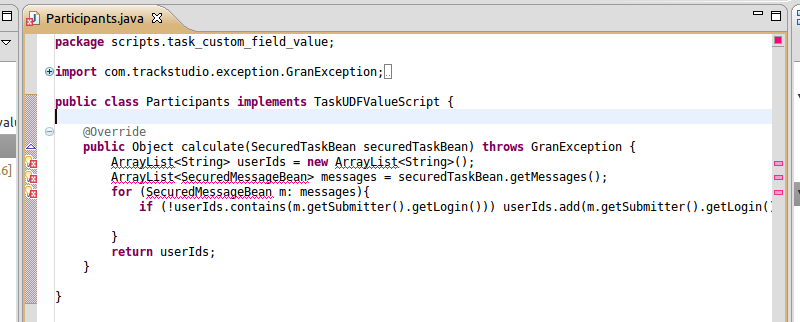 Participants.java
package scripts.task_custom_field_value;
import com.trackstudio.exception.GranException;
public class Participants implements TaskUDFValueScript {
@Override
public Object calculate(SecuredTaskBean securedTaskBean) throws GranException {
ArrayList<String> userIds = new ArrayList<String>();
ArrayList<SecuredMessageBean> messages = securedTaskBean.getMessages();
for (SecuredMessageBean m: messages){
if (!userIds.contains(m.getSubmitter().getLogin())) userIds.add(m.getSubmitter().getLogin(
}
return userIds;
}
}
valu
.6]